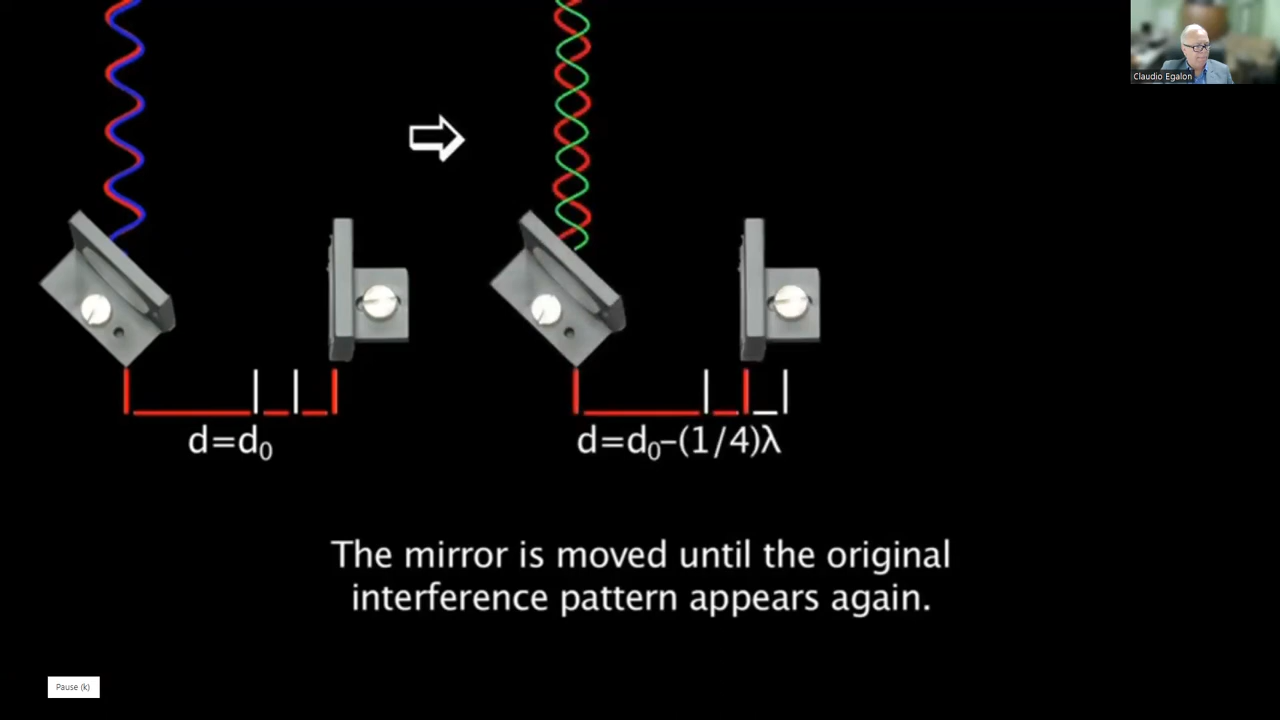 Claudio Egalon
d=d₀
d=d₀–(1/4)λ
The mirror is moved until the original
interference pattern appears again.
Pause (k)